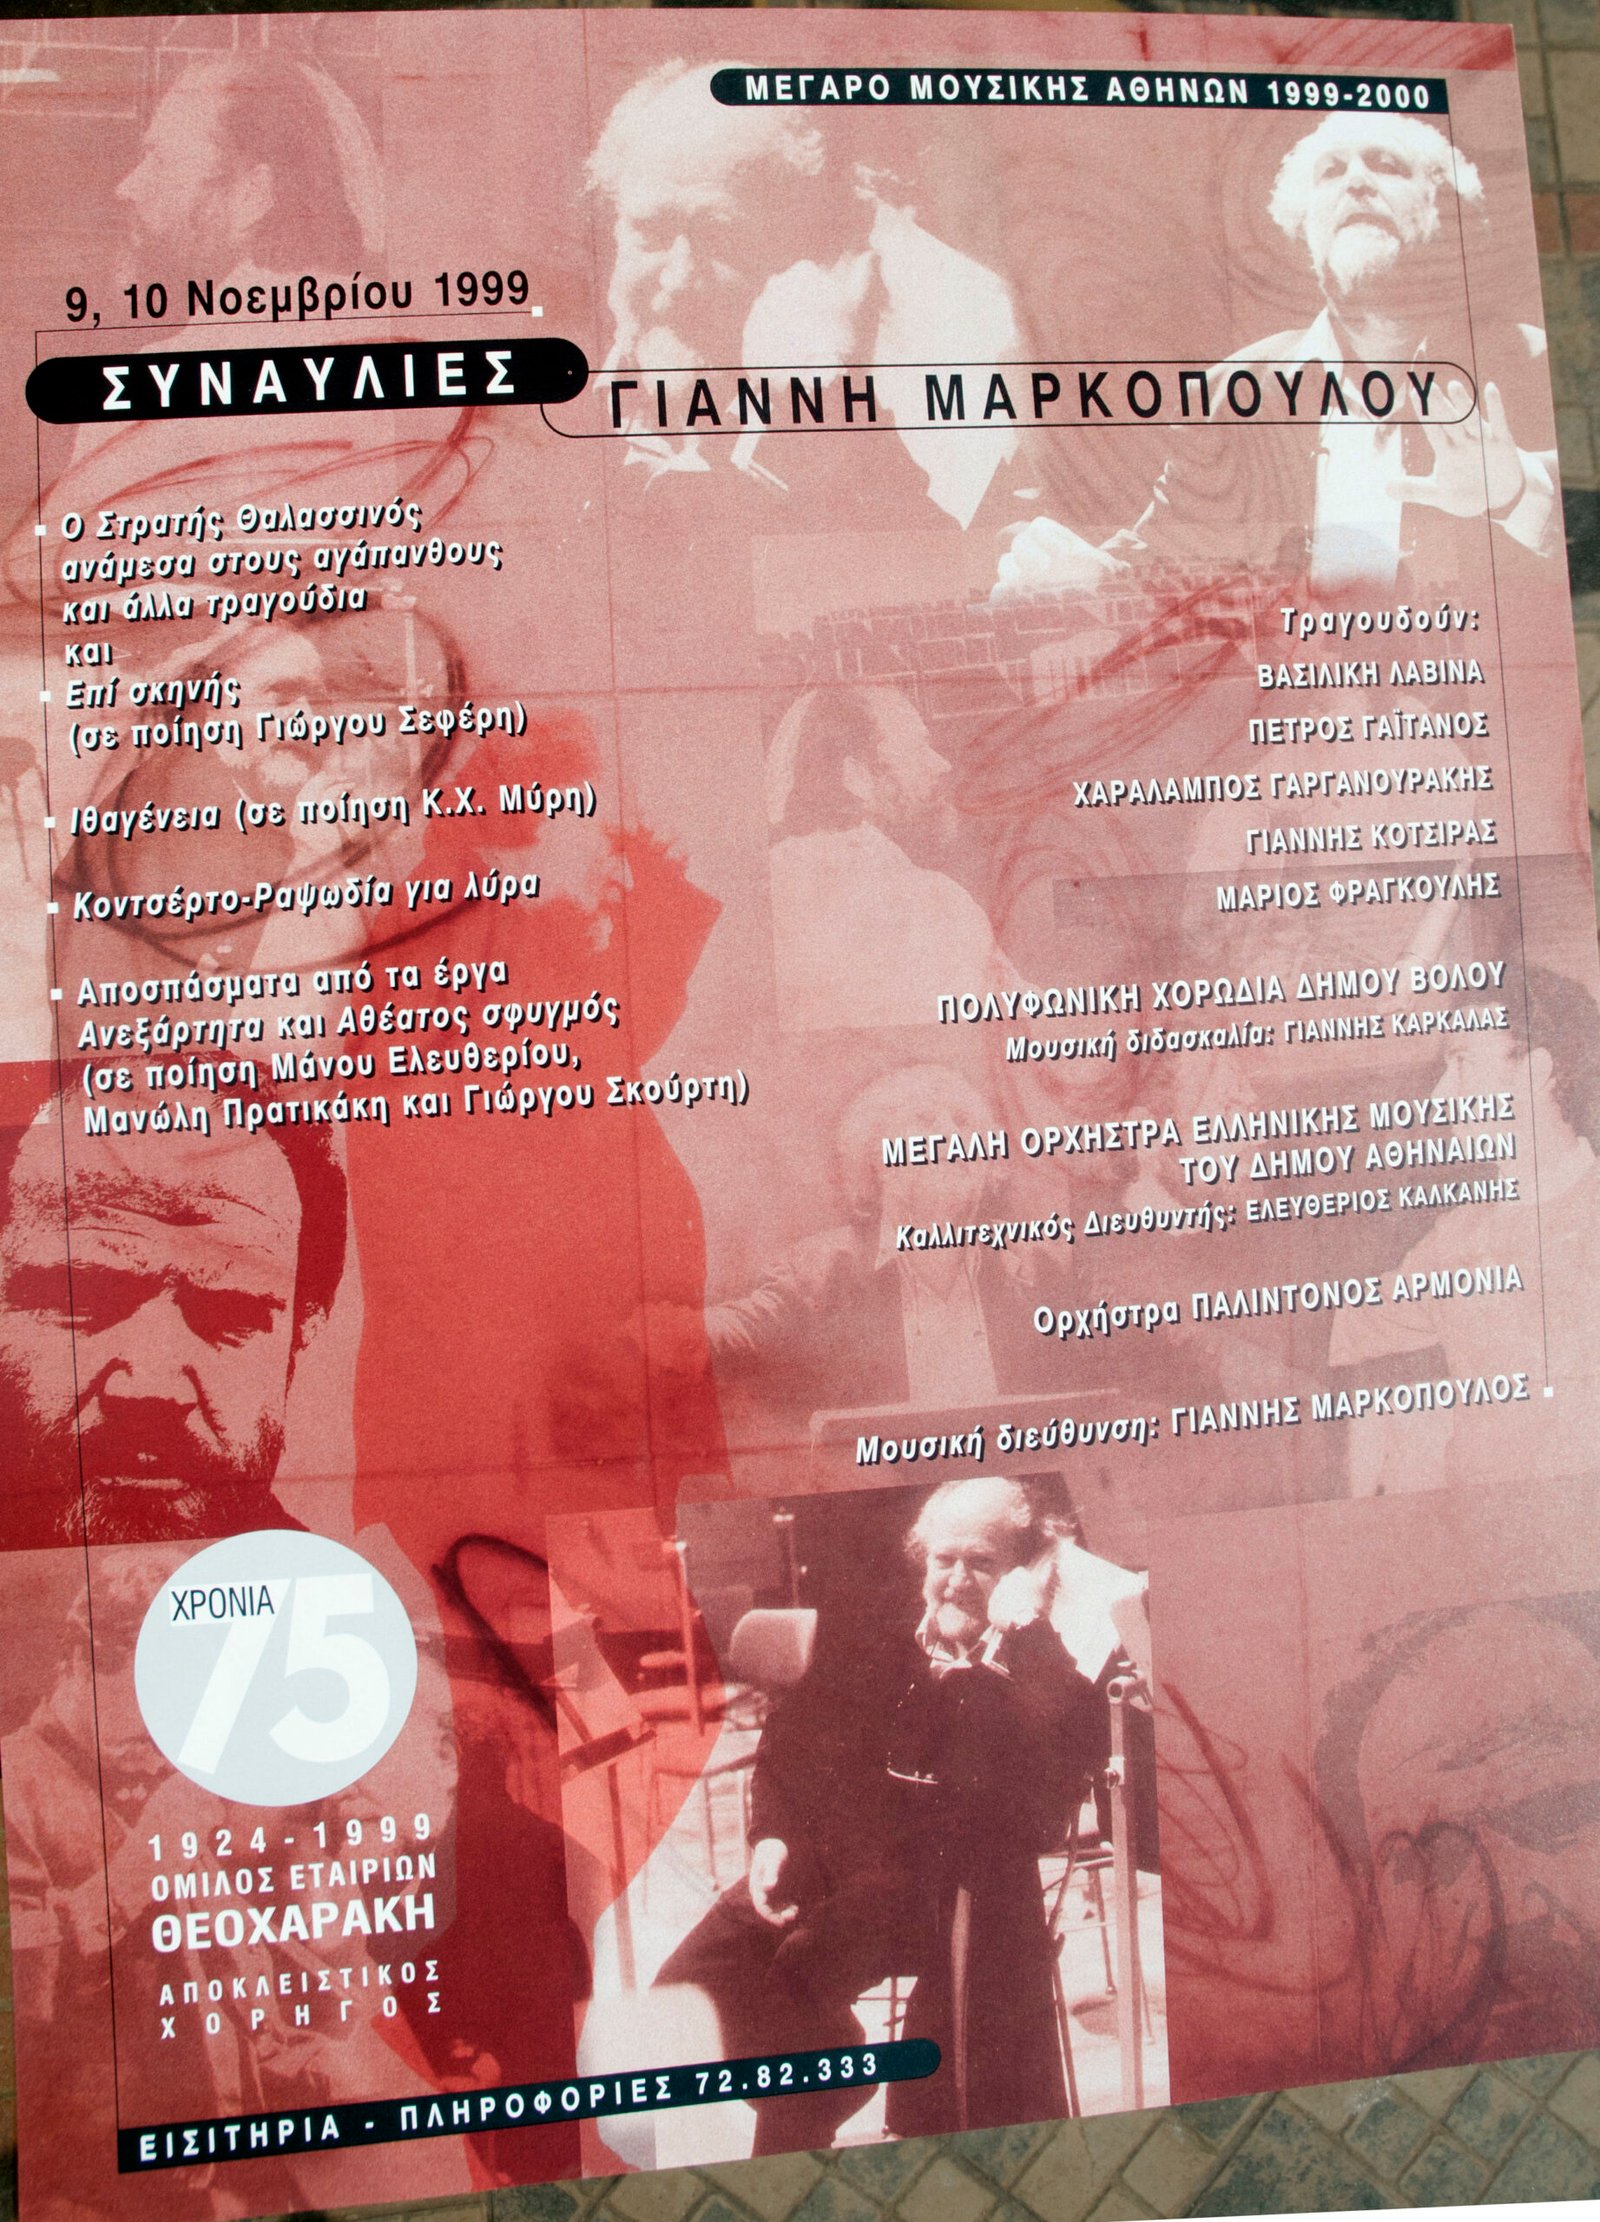 ΜΕΓΑΡΟ ΜΟΥΣΙΚΗΣ ΑΘΗΝΩΝ 1999-2000
9, 10 Νοεμβρίου 1999
ΣΥΝΑΥΛΙΕΣ ΓΙΑΝΝΗ ΜΑΡΚΟΠΟΥΛΟΥ
Ο Στρατής Θαλασσινός
ανάμεσα στους αγάπανθους
και άλλα τραγούδια
και
Επί σκηνής
(σε ποίηση Γιώργου Σεφέρη)
Ιθαγένεια (σε ποίηση Κ.Χ. Μύρη)
Κοντσέρτο-Ραψωδία για λύρα
Αποσπάσματα από τα έργα
Ανεξάρτητα και Αθέατος σφυγμός
(σε ποίηση Μάνου Ελευθερίου,
Μανώλη Πρατικάκη και Γιώργου Σκούρτη)
Τραγουδούν:
ΒΑΣΙΛΙΚΗ ΛΑΒΙΝΑ
ΠΕΤΡΟΣ ΓΑΪΤΑΝΟΣ
ΧΑΡΑΛΑΜΠΟΣ ΓΑΡΓΑΝΟΥΡΑΚΗΣ
ΓΙΑΝΝΗΣ ΚΟΤΣΙΡΑΣ
ΜΑΡΙΟΣ ΦΡΑΓΚΟΥΛΗΣ
ΠΟΛΥΦΩΝΙΚΗ ΧΟΡΩΔΙΑ ΔΗΜΟΥ ΒΟΛΟΥ
Μουσική διδασκαλία: ΓΙΑΝΝΗΣ ΚΑΡΚΑΛΑΣ
ΜΕΓΑΛΗ ΟΡΧΗΣΤΡΑ ΕΛΛΗΝΙΚΗΣ ΜΟΥΣΙΚΗΣ
ΤΟΥ ΔΗΜΟΥ ΑΘΗΝΑΙΩΝ
Καλλιτεχνικός Διευθυντής: ΕΛΕΥΘΕΡΙΟΣ ΚΑΛΚΑΝΗΣ
Ορχήστρα ΠΑΛΙΝΤΟΝΟΣ ΑΡΜΟΝΙΑ
Μουσική διεύθυνση: ΓΙΑΝΝΗΣ ΜΑΡΚΟΠΟΥΛΟΣ
ΧΡΟΝΙΑ
75
1924-1999
ΟΜΙΛΟΣ ΕΤΑΙΡΙΩΝ
ΘΕΟΧΑΡΑΚΗ
ΑΠΟΚΛΕΙΣΤΙΚΟΣ
ΧΟΡΗΓΟΣ
ΕΙΣΙΤΗΡΙΑ - ΠΛΗΡΟΦΟΡΙΕΣ 72.82.333